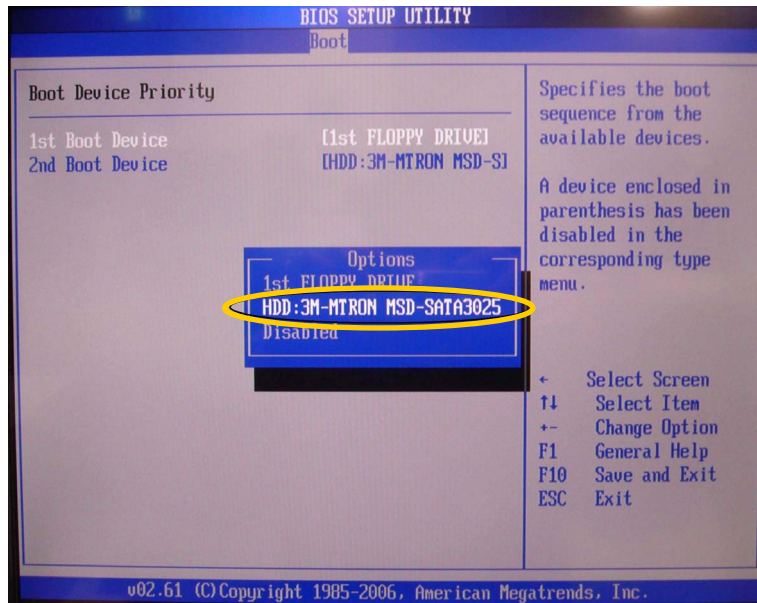 BIOS SETUP UTILITY
Boot
Boot Device Priority
1st Boot Device [1st FLOPPY DRIVE]
2nd Boot Device [HDD:3M-MTRON MSD-S]
Options
1st FLOPPY DRIVE
HDD:3M-MTRON MSD-SATA3025
Disabled
Specifies the boot
sequence from the
available devices.
A device enclosed in
parenthesis has been
disabled in the
corresponding type
menu.
← Select Screen
↑↓ Select Item
+- Change Option
F1 General Help
F10 Save and Exit
ESC Exit
v02.61 (C)Copyright 1985-2006, American Megatrends, Inc.